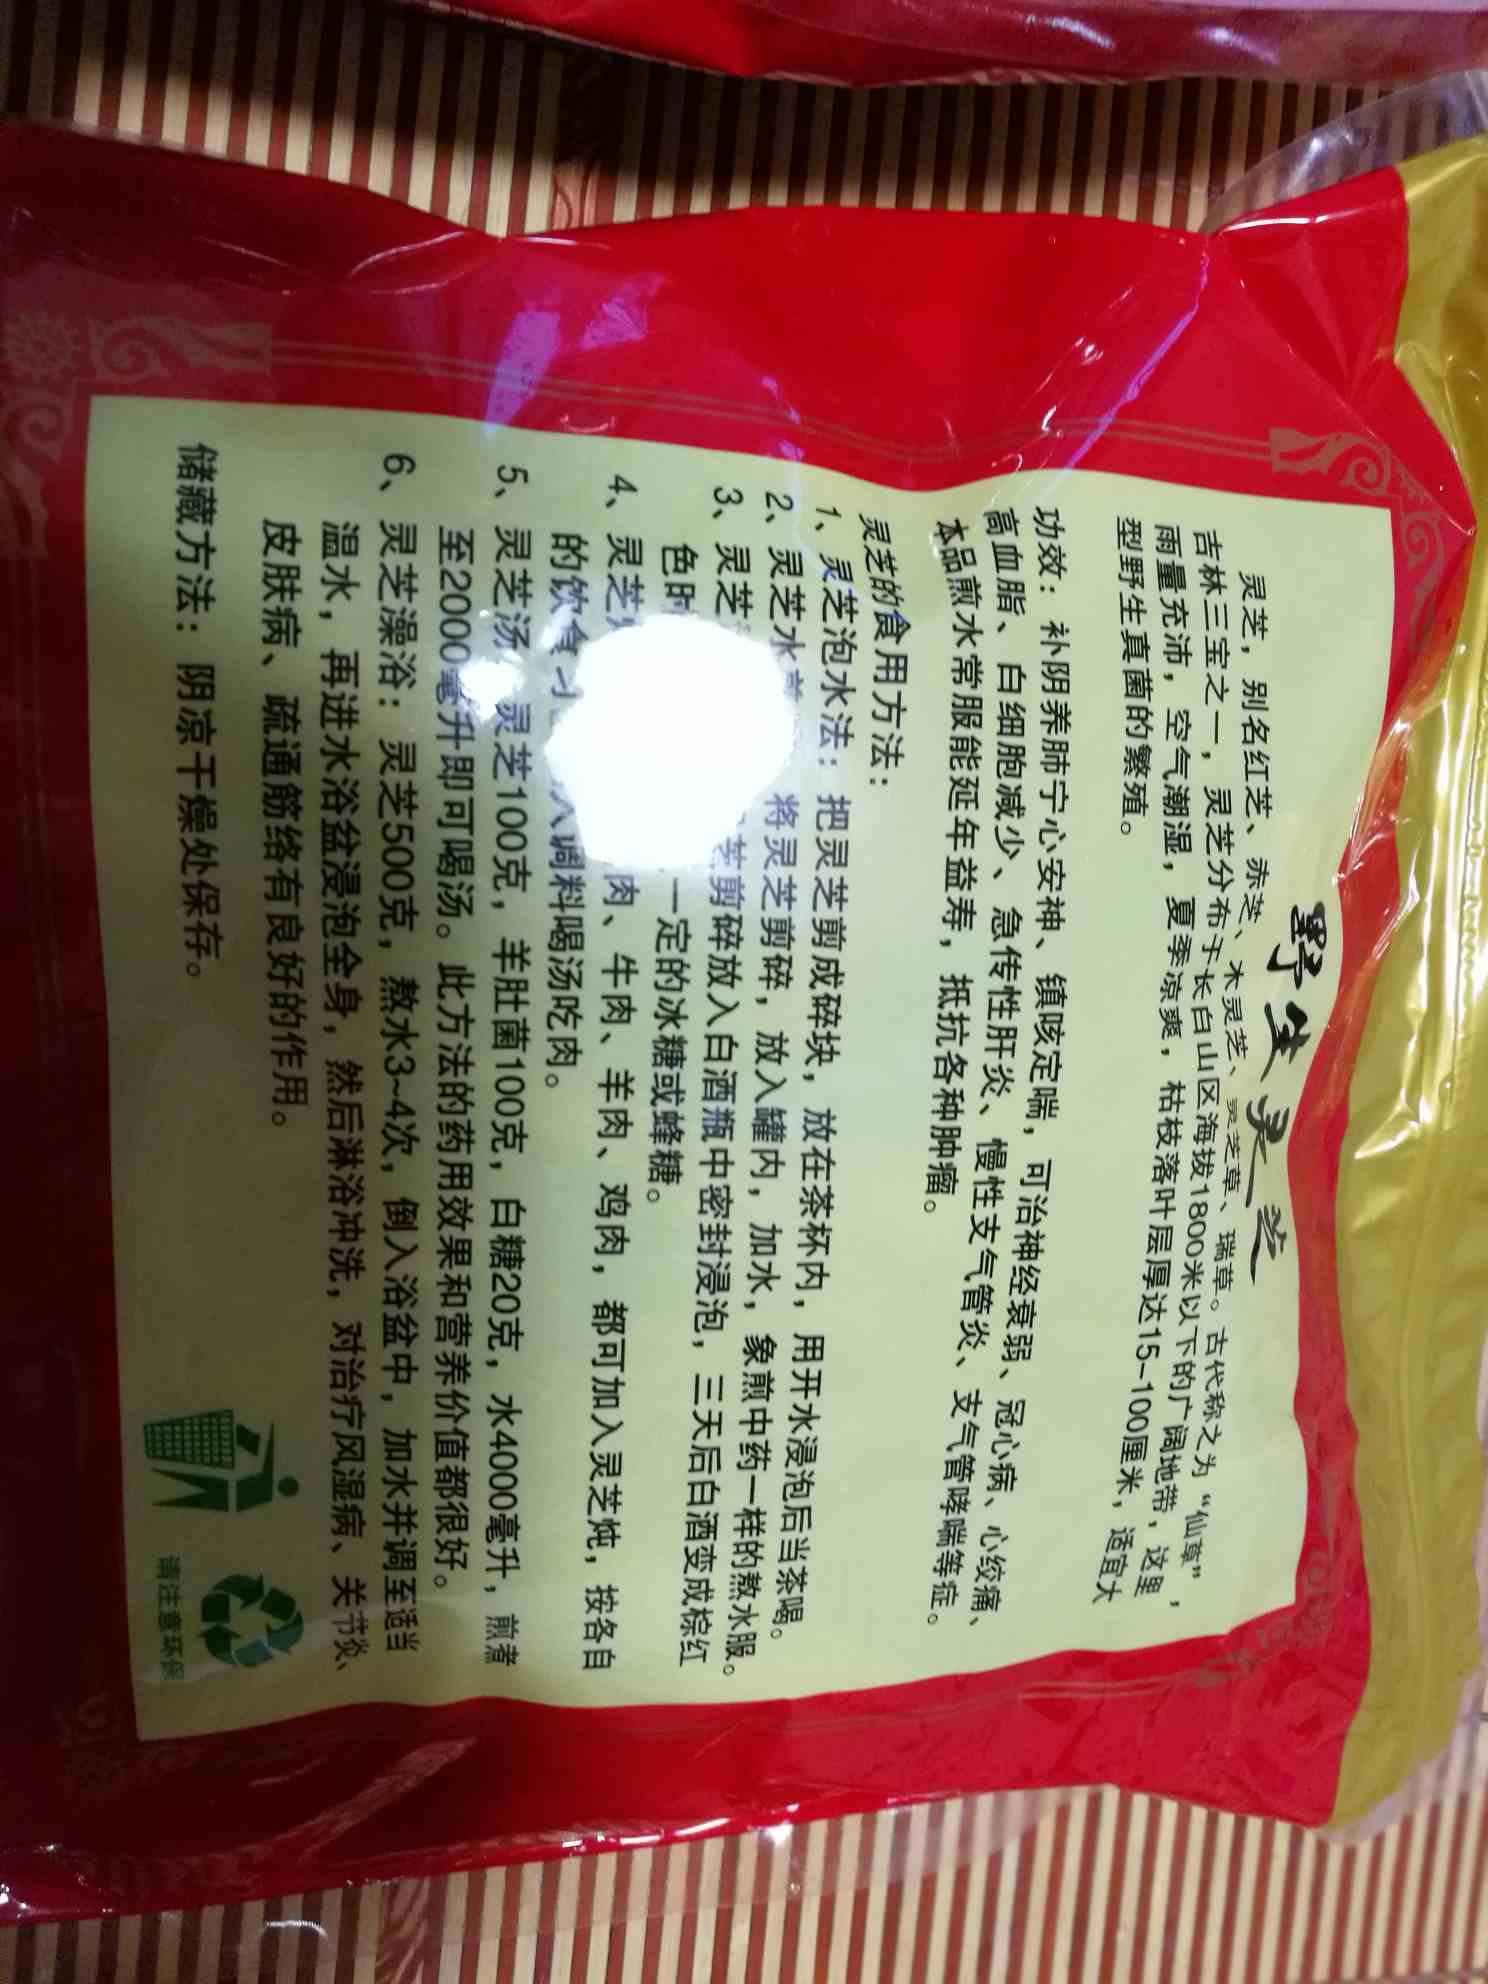 野生灵芝
灵芝，别名红芝、赤芝、木灵芝、灵芝草、瑞草。古代称之为“仙草”，
吉林三宝之一，灵芝分布于长白山区海拔1800米以下的广阔地带，这里
雨量充沛，空气潮湿，夏季凉爽，枯枝落叶层厚达15-100厘米，适宜大
型野生真菌的繁殖。
功效：补阴养肺宁心安神、镇咳定喘，可治神经衰弱、冠心病、心绞痛、
高血脂、白细胞减少、急传性肝炎、慢性支气管炎、支气管哮喘等症。
本品煎水常服能延年益寿，抵抗各种肿瘤。
灵芝的食用方法：
1、灵芝泡水法：把灵芝剪成碎块，放在茶杯内，用开水浸泡后当茶喝。
2、灵芝水 将灵芝剪碎，放入罐内，加水，象煎中药一样的熬水服。
3、灵芝 芝剪碎放入白酒瓶中密封浸泡，三天后白酒变成棕红
色时 一定的冰糖或蜂糖。
4、灵芝 肉、牛肉、羊肉、鸡肉，都可加入灵芝炖，按各自
的饮食习 入调料喝汤吃肉。
5、灵芝汤 灵芝100克，羊肚菌100克，白糖20克，水4000毫升，煎煮
至2000毫升即可喝汤。此方法的药用效果和营养价值都很好。
6、灵芝澡浴：灵芝500克，熬水3~4次，倒入浴盆中，加水并调至适当
温水，再进水浴盆浸泡全身，然后淋浴冲洗，对治疗风湿病、关节炎、
皮肤病、疏通筋络有良好的作用。
储藏方法：阴凉干燥处保存。
请注意环保